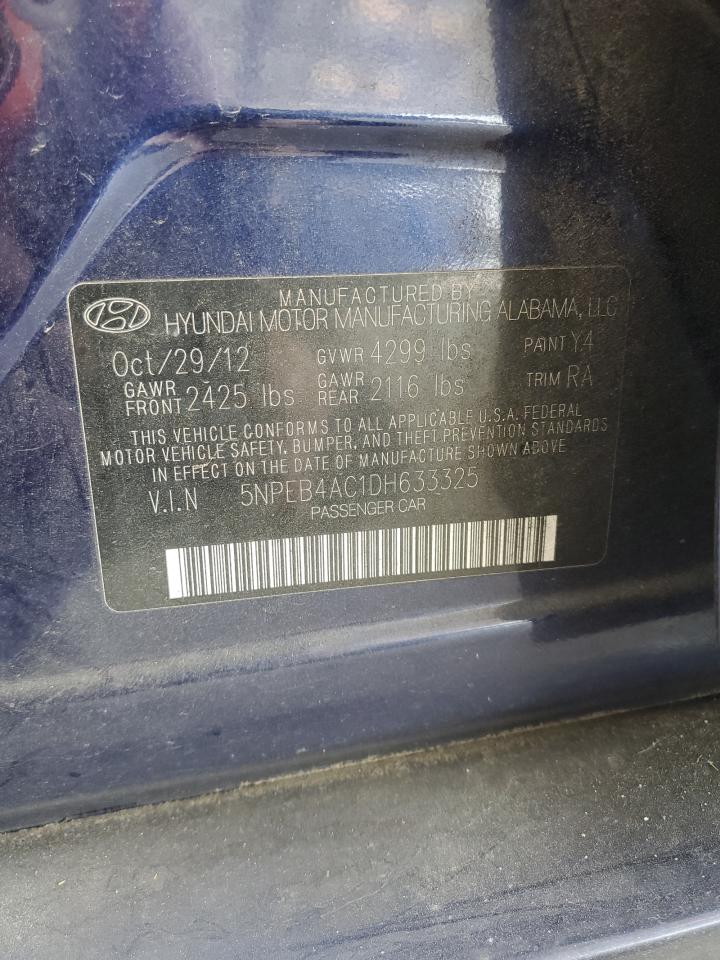 MANUFACTURED BY
HYUNDAI MOTOR MANUFACTURING ALABAMA, LLC
Oct/29/12 GVWR 4299 lbs PAINT Y4
GAWR FRONT 2425 lbs GAWR REAR 2116 lbs TRIM RA
THIS VEHICLE CONFORMS TO ALL APPLICABLE U.S.A. FEDERAL
MOTOR VEHICLE SAFETY, BUMPER, AND THEFT PREVENTION STANDARDS
IN EFFECT ON THE DATE OF MANUFACTURE SHOWN ABOVE.
V.I.N 5NPEB4AC1DH633325
PASSENGER CAR